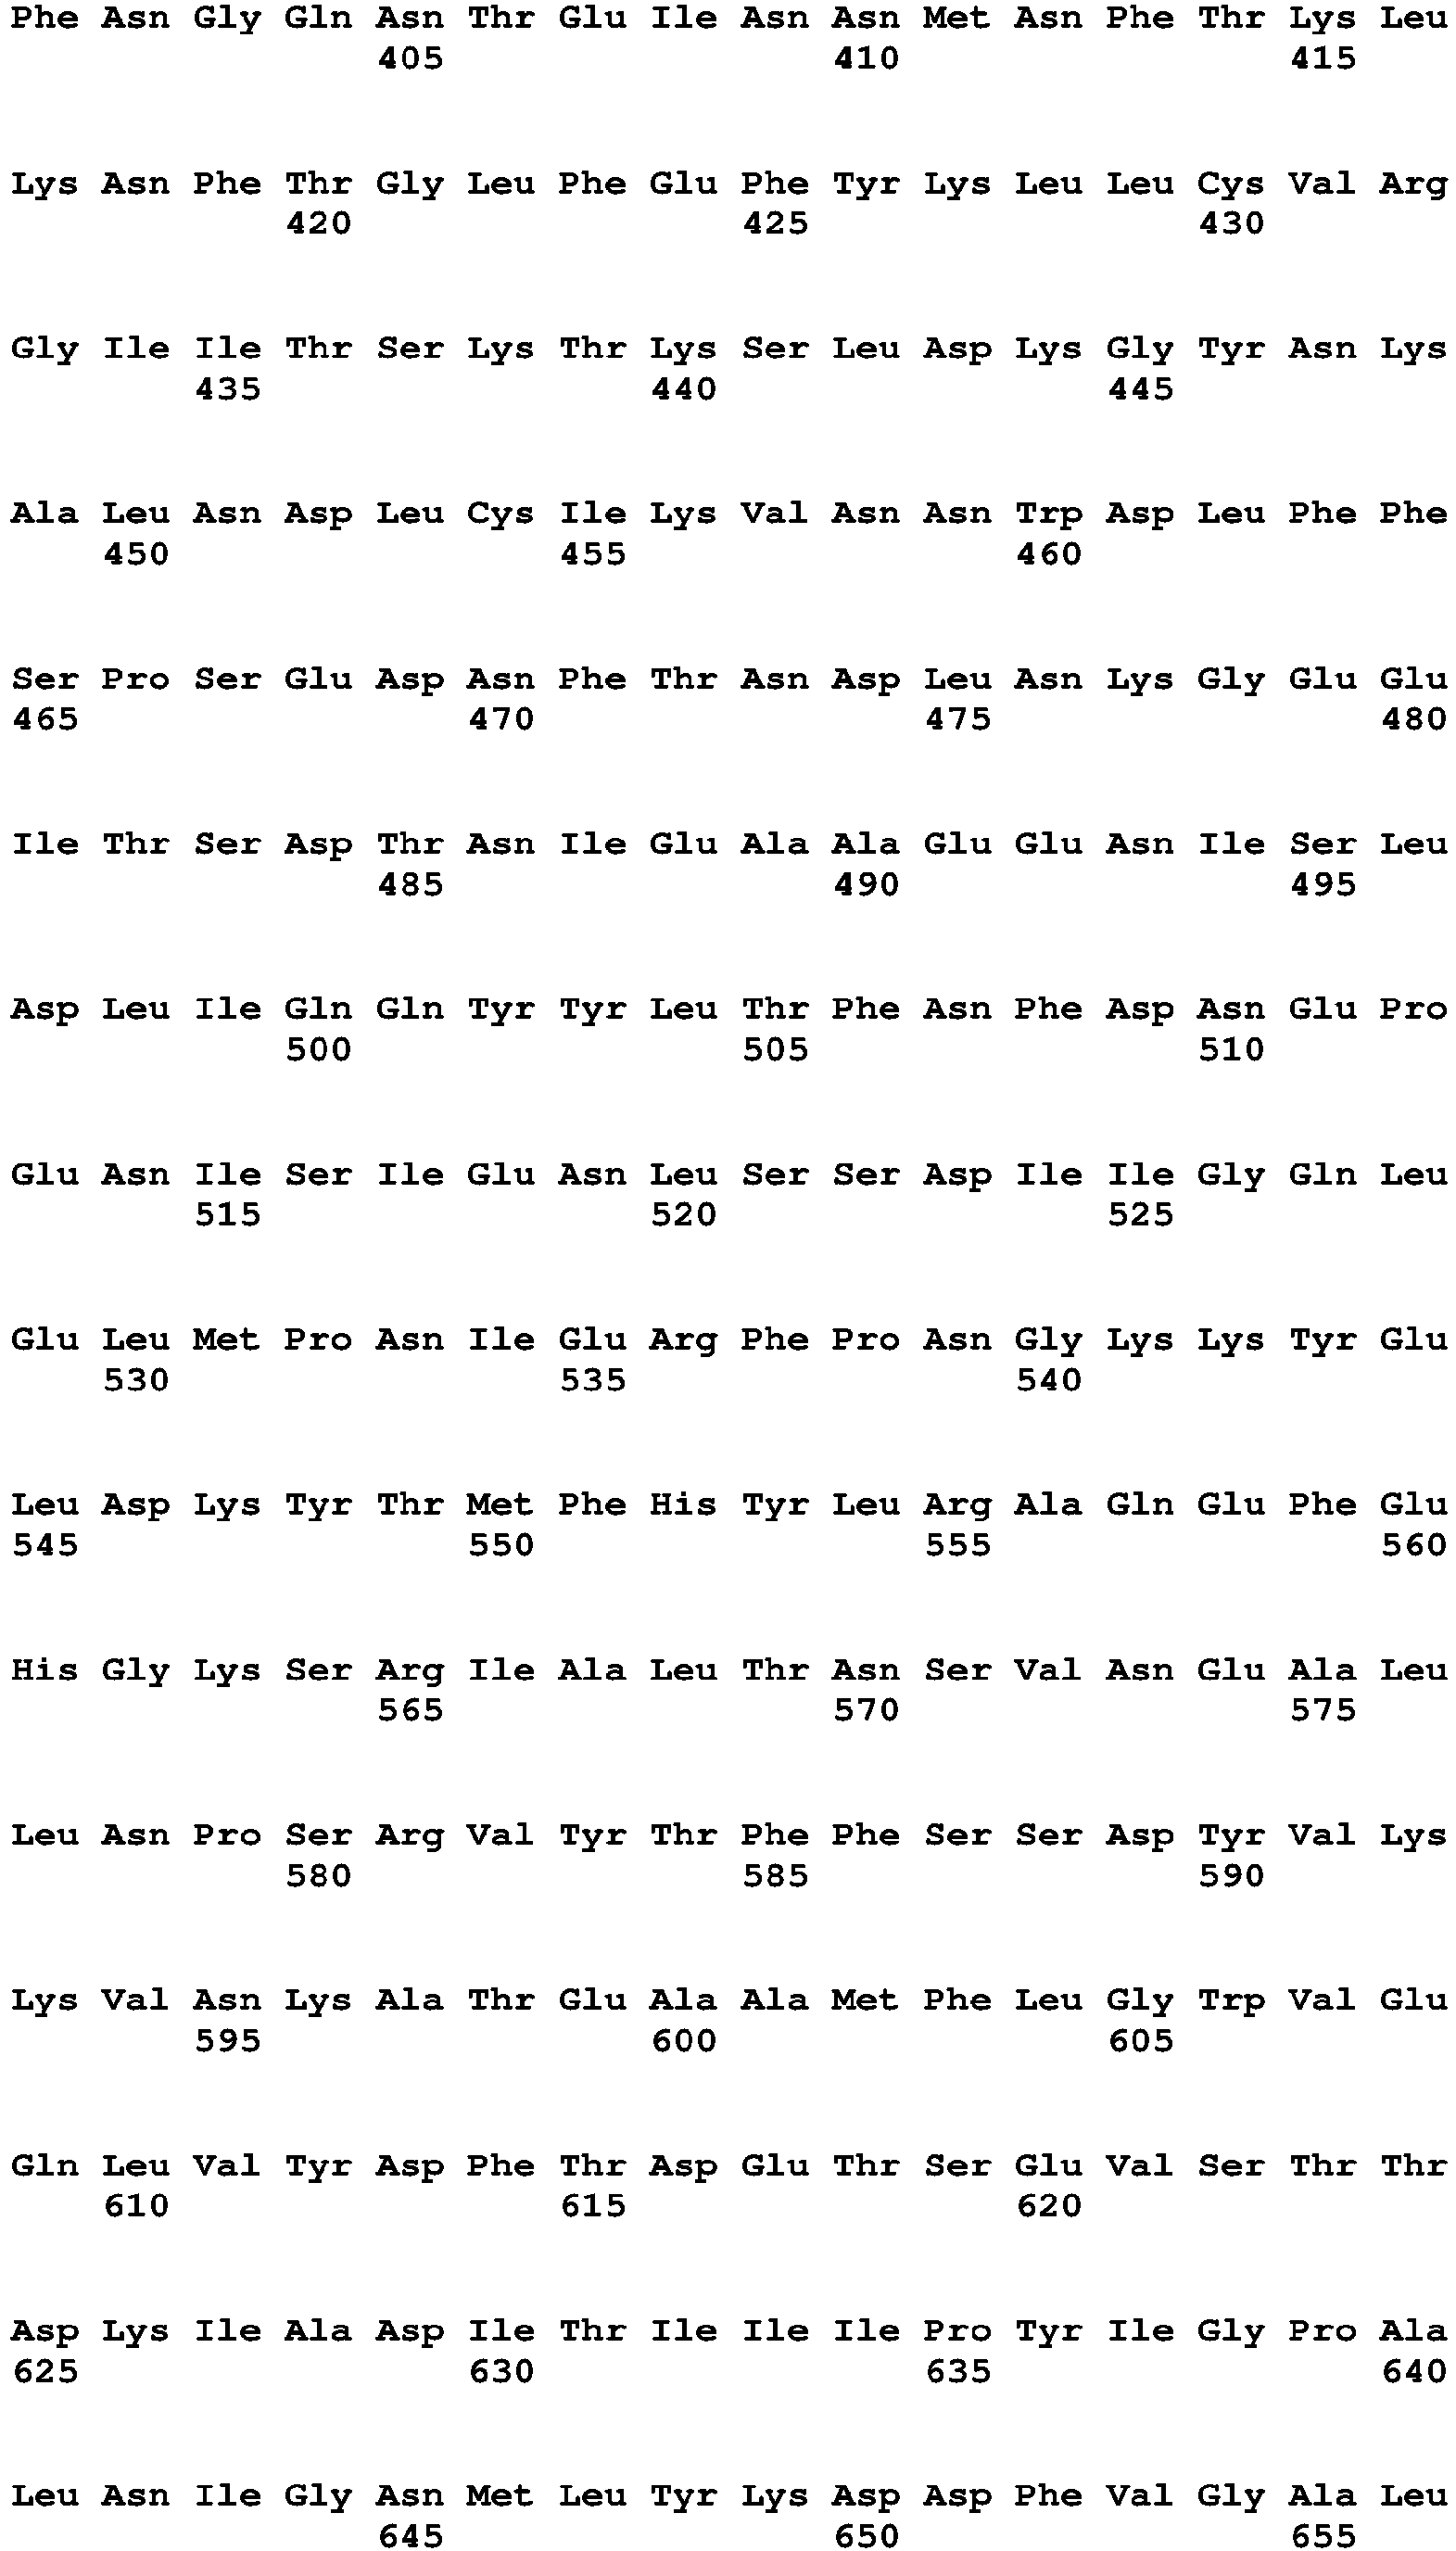 Phe Asn Gly Gln Asn Thr Glu Ile Asn Asn Met Asn Phe Thr Lys Leu
405 410 415
Lys Asn Phe Thr Gly Leu Phe Glu Phe Tyr Lys Leu Leu Cys Val Arg
420 425 430
Gly Ile Ile Thr Ser Lys Thr Lys Ser Leu Asp Lys Gly Tyr Asn Lys
435 440 445
Ala Leu Asn Asp Leu Cys Ile Lys Val Asn Asn Trp Asp Leu Phe Phe
450 455 460
Ser Pro Ser Glu Asp Asn Phe Thr Asn Asp Leu Asn Lys Gly Glu Glu
465 470 475 480
Ile Thr Ser Asp Thr Asn Ile Glu Ala Ala Glu Glu Asn Ile Ser Leu
485 490 495
Asp Leu Ile Gln Gln Tyr Tyr Leu Thr Phe Asn Phe Asp Asn Glu Pro
500 505 510
Glu Asn Ile Ser Ile Glu Asn Leu Ser Ser Asp Ile Ile Gly Gln Leu
515 520 525
Glu Leu Met Pro Asn Ile Glu Arg Phe Pro Asn Gly Lys Lys Tyr Glu
530 535 540
Leu Asp Lys Tyr Thr Met Phe His Tyr Leu Arg Ala Gln Glu Phe Glu
545 550 555 560
His Gly Lys Ser Arg Ile Ala Leu Thr Asn Ser Val Asn Glu Ala Leu
565 570 575
Leu Asn Pro Ser Arg Val Tyr Thr Phe Phe Ser Ser Asp Tyr Val Lys
580 585 590
Lys Val Asn Lys Ala Thr Glu Ala Ala Met Phe Leu Gly Trp Val Glu
595 600 605
Gln Leu Val Tyr Asp Phe Thr Asp Glu Thr Ser Glu Val Ser Thr Thr
610 615 620
Asp Lys Ile Ala Asp Ile Thr Ile Ile Ile Pro Tyr Ile Gly Pro Ala
625 630 635 640
Leu Asn Ile Gly Asn Met Leu Tyr Lys Asp Asp Phe Val Gly Ala Leu
645 650 655